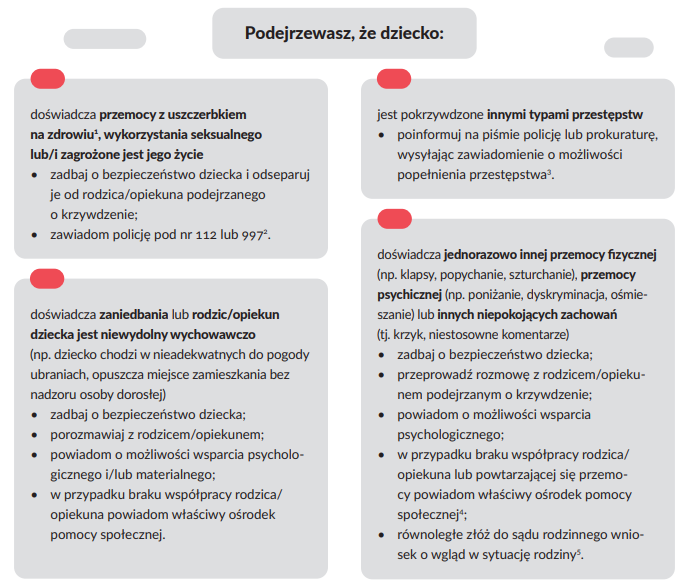 Podejrzewasz, że dziecko:
doświadcza przemocy z uszczerbkiem
na zdrowiu¹, wykorzystania seksualnego
lub/i zagrożone jest jego życie
• zadbaj o bezpieczeństwo dziecka i odseparuj
je od rodzica/opiekuna podejrzanego
o krzywdzenie;
• zawiadom policję pod nr 112 lub 997².
doświadcza zaniedbania lub rodzic/opiekun
dziecka jest niewydolny wychowawczo
(np. dziecko chodzi w nieadekwatnych do pogody
ubraniach, opuszcza miejsce zamieszkania bez
nadzoru osoby dorosłej)
• zadbaj o bezpieczeństwo dziecka;
• porozmawiaj z rodzicem/opiekunem;
• powiadom o możliwości wsparcia psycholo-
gicznego i/lub materialnego;
• w przypadku braku współpracy rodzica/
opiekuna powiadom właściwy ośrodek
pomocy społecznej.
jest pokrzywdzone innymi typami przestępstw
• poinformuj na piśmie policję lub prokuraturę,
wysyłając zawiadomienie o możliwości
popełnienia przestępstwa³.
doświadcza jednorazowo innej przemocy fizycznej
(np. klapsy, popychanie, szturchanie), przemocy
psychicznej (np. poniżanie, dyskryminacja, ośmie-
szanie) lub innych niepokojących zachowań
(tj. krzyk, niestosowne komentarze)
• zadbaj o bezpieczeństwo dziecka;
• przeprowadź rozmowę z rodzicem/opieku-
nem podejrzanym o krzywdzenie;
• powiadom o możliwości wsparcia
psychologicznego;
• w przypadku braku współpracy rodzica/
opiekuna lub powtarzającej się przemo-
cy powiadom właściwy ośrodek pomocy
społecznej⁴;
• równoległe złóż do sądu rodzinnego wnio-
sek o wgląd w sytuację rodziny⁵.